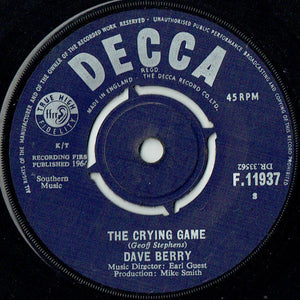 ALL RIGHTS OF THE MANUFACTURER AND OF THE OWNER OF THE RECORDED WORK RESERVED UNAUTHORISED PUBLIC PERFORMANCE BROADCASTING AND COPYING OF THIS RECORD PROHIBITED
DECCA
REGD
MADE IN ENGLAND, THE DECCA RECORD CO. LTD.
45 RPM
TRUE HIGH
ffrr
FIDELITY
K/T
RECORDING FIRST
PUBLISHED
Southern
Music
DR. 33562
F.11937
THE CRYING GAME
(Geoff Stephens)
DAVE BERRY
Music Director: Earl Guest
Production: Mike Smith